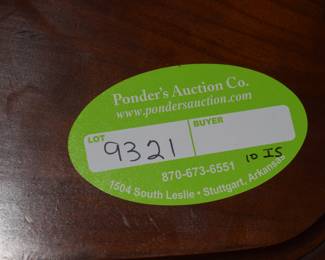 Ponder's Auction Co.
www.pondersauction.com
LOT
BUYER
9321
870-673-6551
10 IS
1504 South Leslie • Stuttgart, Arkansas